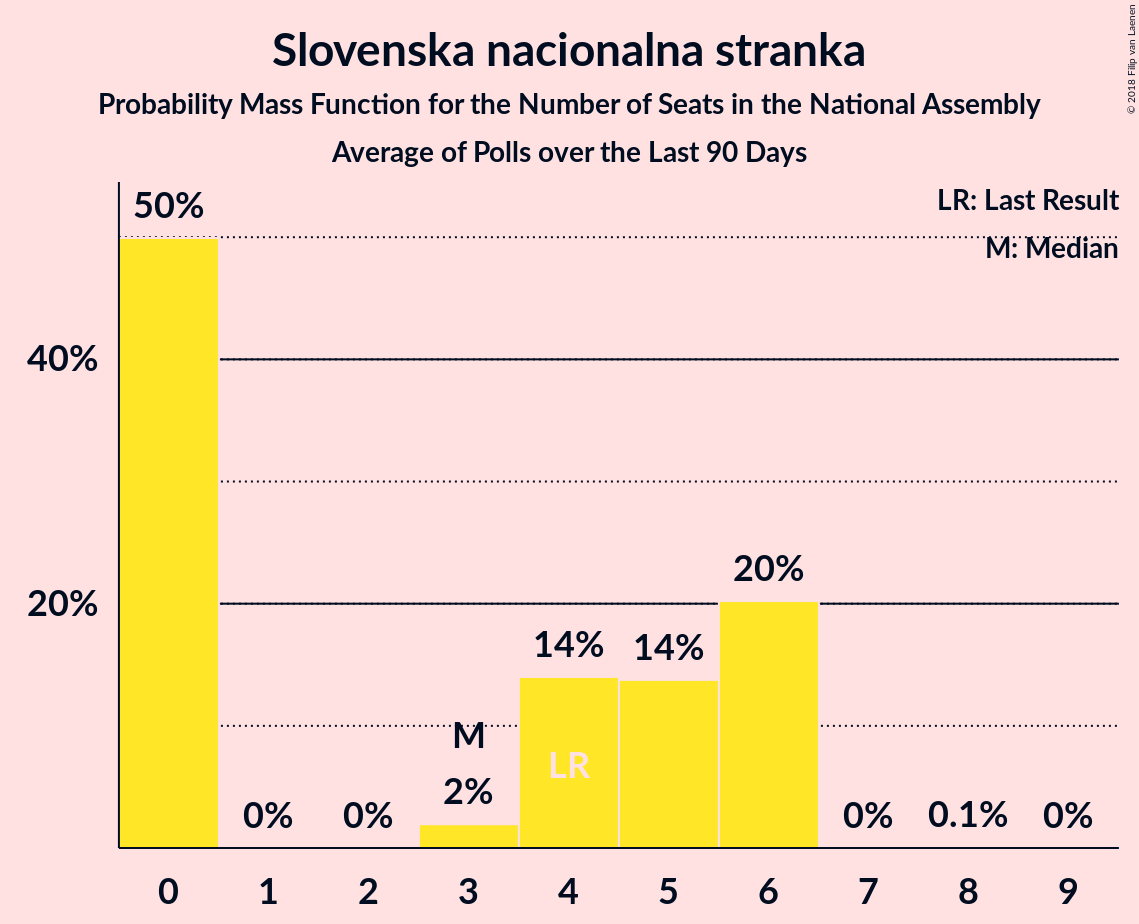 Slovenska nacionalna stranka
Probability Mass Function for the Number of Seats in the National Assembly
Average of Polls over the Last 90 Days
© 2018 Filip van Laenen
LR: Last Result
M: Median
50%
40%
20%
20%
14%
14%
M
LR
2%
0%
0%
0%
0.1%
0%
0 1 2 3 4 5 6 7 8 9